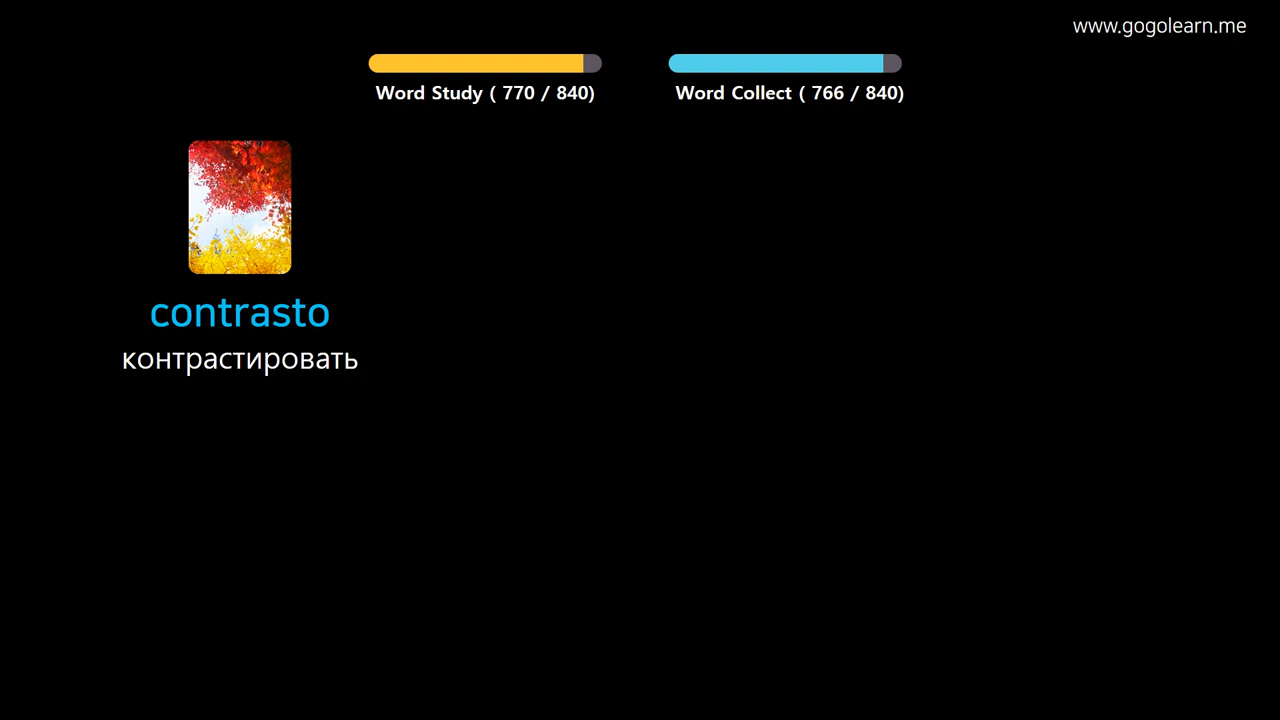 www.gogolearn.me
Word Study ( 770 / 840)
Word Collect ( 766 / 840)
contrasto
контрастировать